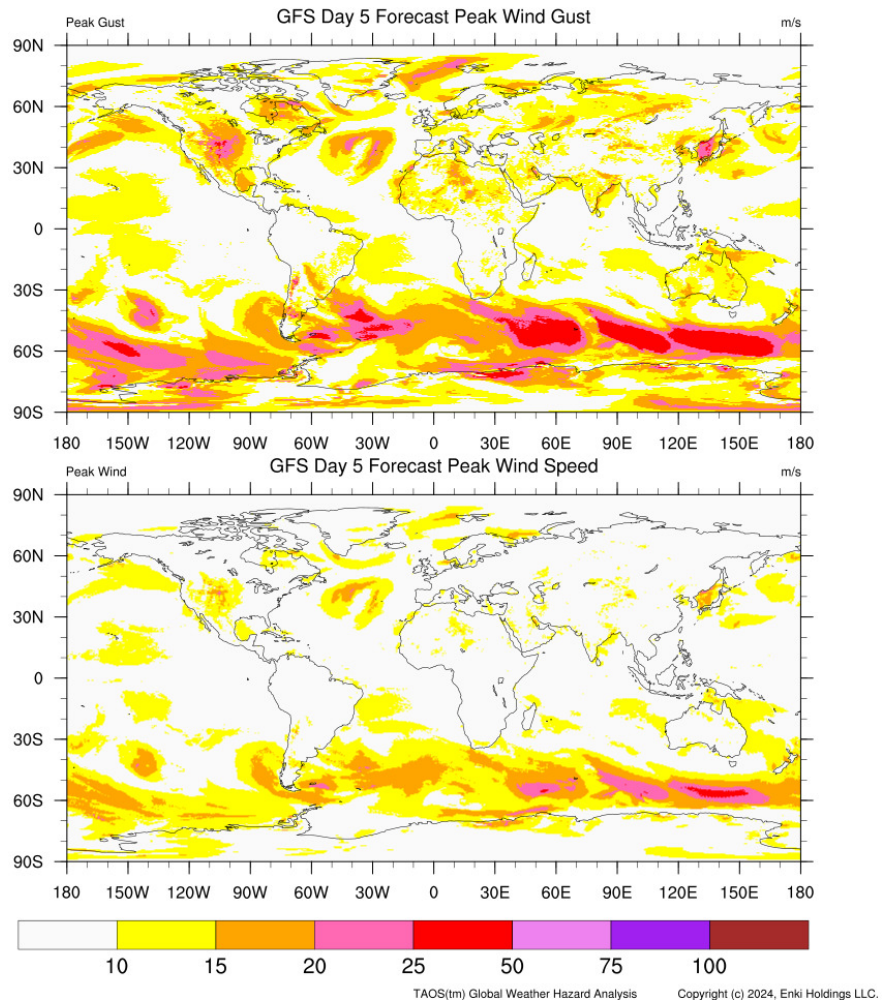 GFS Day 5 Forecast Peak Wind Gust
Peak Gust
m/s
90N
60N
30N
0
30S
60S
90S
180 150W 120W 90W 60W 30W 0 30E 60E 90E 120E 150E 180
GFS Day 5 Forecast Peak Wind Speed
Peak Wind
m/s
90N
60N
30N
0
30S
60S
90S
180 150W 120W 90W 60W 30W 0 30E 60E 90E 120E 150E 180
10 15 20 25 50 75 100
TAOS(tm) Global Weather Hazard Analysis Copyright (c) 2024, Enki Holdings LLC.